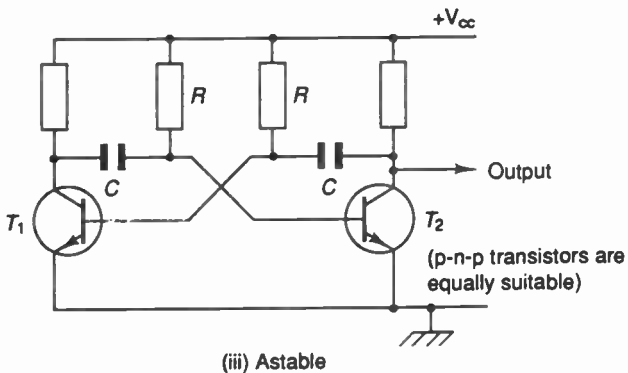 +Vcc
R
R
C
C
Output
T1
T2
(p-n-p transistors are
equally suitable)
(iii) Astable